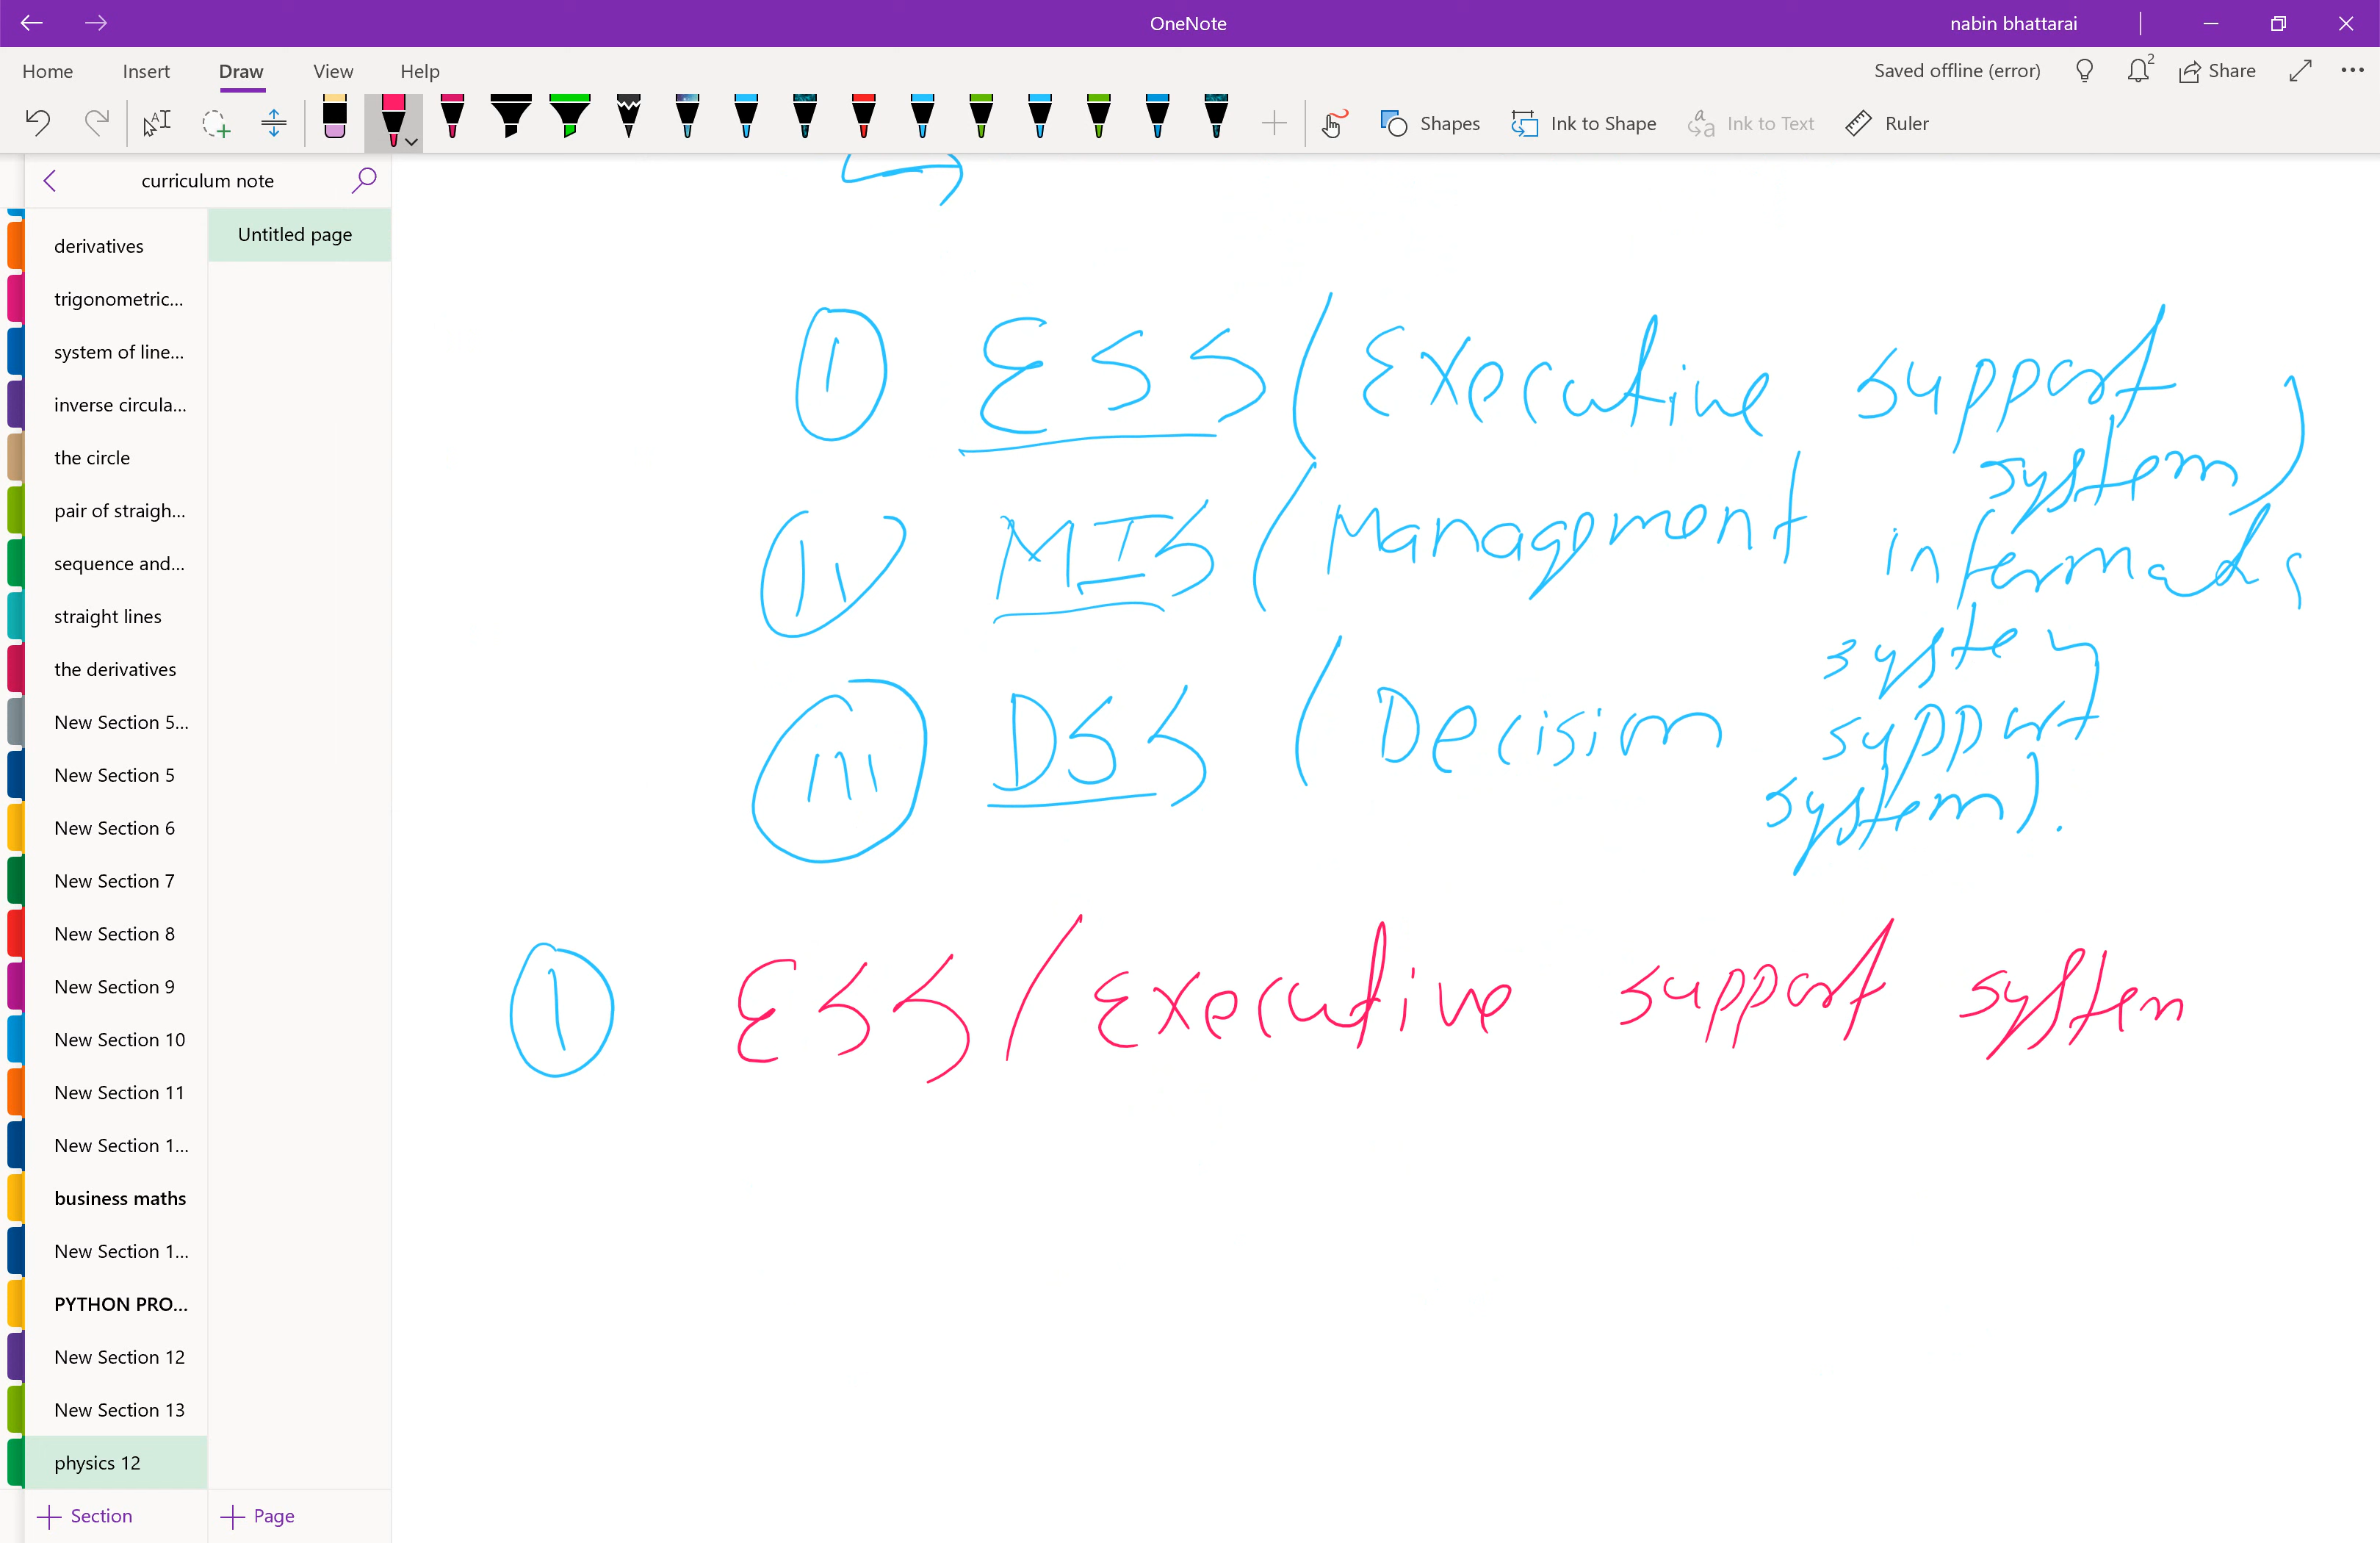 OneNote
nabin bhattarai
Home Insert Draw View Help
Saved offline (error)
2
Share
Shapes
Ink to Shape
Ink to Text
Ruler
curriculum note
Untitled page
derivatives
trigonometric...
system of line...
inverse circula...
the circle
pair of straigh...
sequence and...
straight lines
the derivatives
New Section 5...
New Section 5
New Section 6
New Section 7
New Section 8
New Section 9
New Section 10
New Section 11
New Section 1...
business maths
New Section 1...
PYTHON PRO...
New Section 12
New Section 13
physics 12
Section
Page
I ESS (Executive support
system)
II MIS (Management
III DSS (Decision support
system).
I ESS / Executive support system